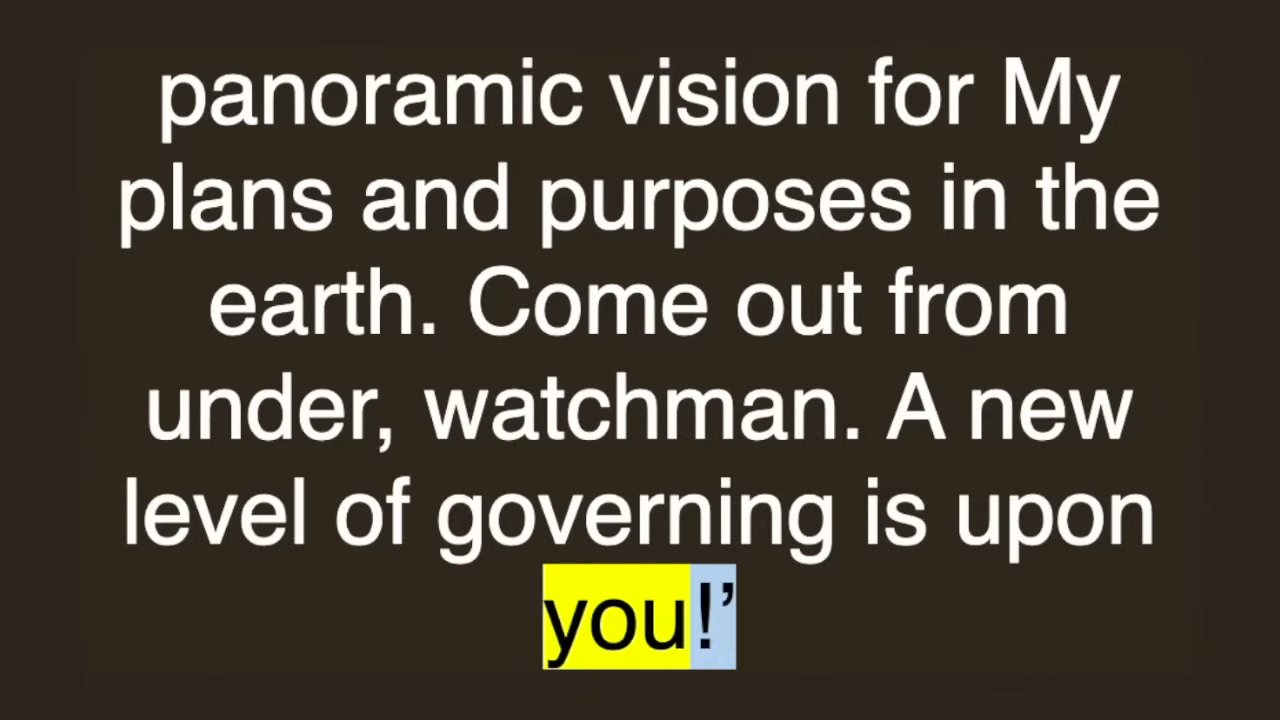 panoramic vision for My
plans and purposes in the
earth. Come out from
under, watchman. A new
level of governing is upon
you!’